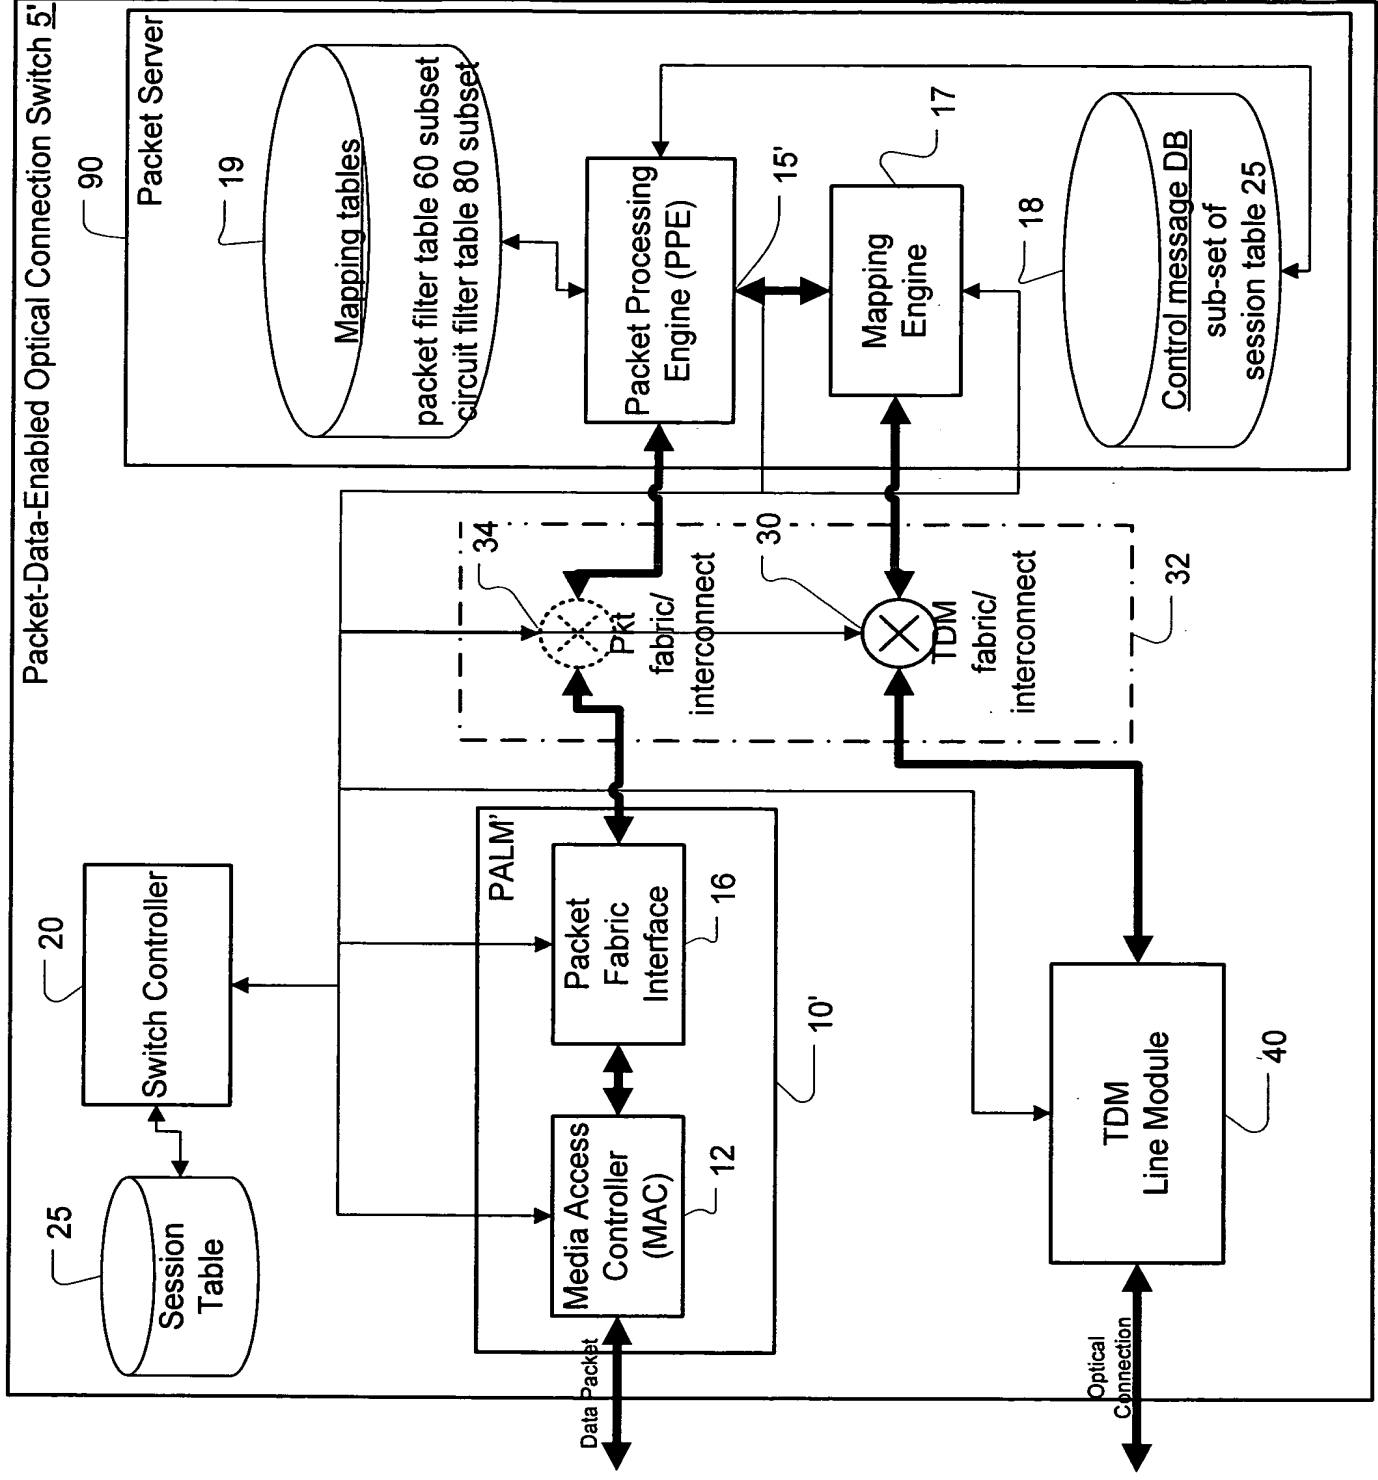 Packet-Data-Enabled Optical Connection Switch 5'
25
Session
Table
20
Switch Controller
90
Packet Server
19
Mapping tables
packet filter table 60 subset
circuit filter table 80 subset
PALM'
Data Packet
Media Access
Controller
(MAC)
12
Packet
Fabric
Interface
16
10'
34
Pkt
fabric/
interconnect
30
TDM
fabric/
interconnect
32
Packet Processing
Engine (PPE)
15'
Mapping
Engine
17
18
Control message DB
sub-set of
session table 25
Optical
Connection
TDM
Line Module
40